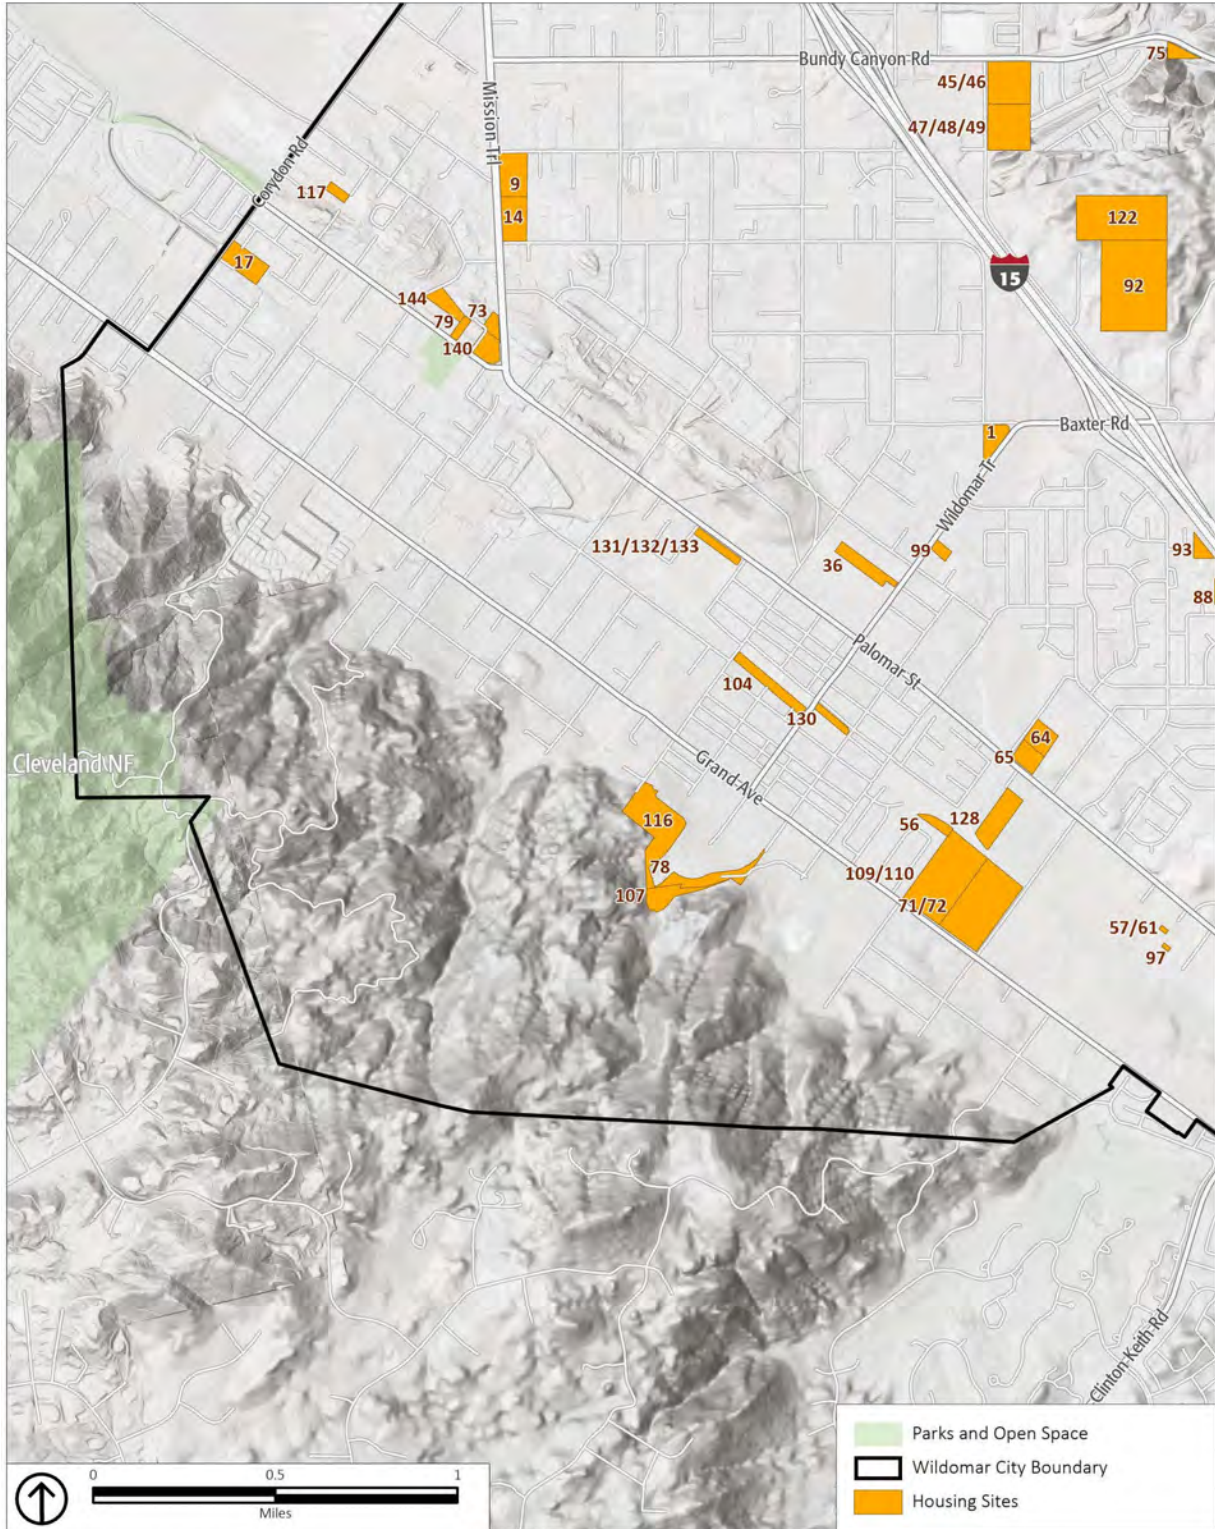 Bundy Canyon Rd
75
45/46
Mission Trl
47/48/49
Corydon Rd
117
9
14
122
17
15
92
144
73
79
140
1
Baxter Rd
Wildomar Tr
131/132/133
36
99
93
88
Palomar St
104
130
64
65
Cleveland NF
Grand Ave
116
56
128
78
109/110
107
71/72
57/61
97
Clinton Keith Rd
Parks and Open Space
Wildomar City Boundary
Housing Sites
0 0.5 1
Miles